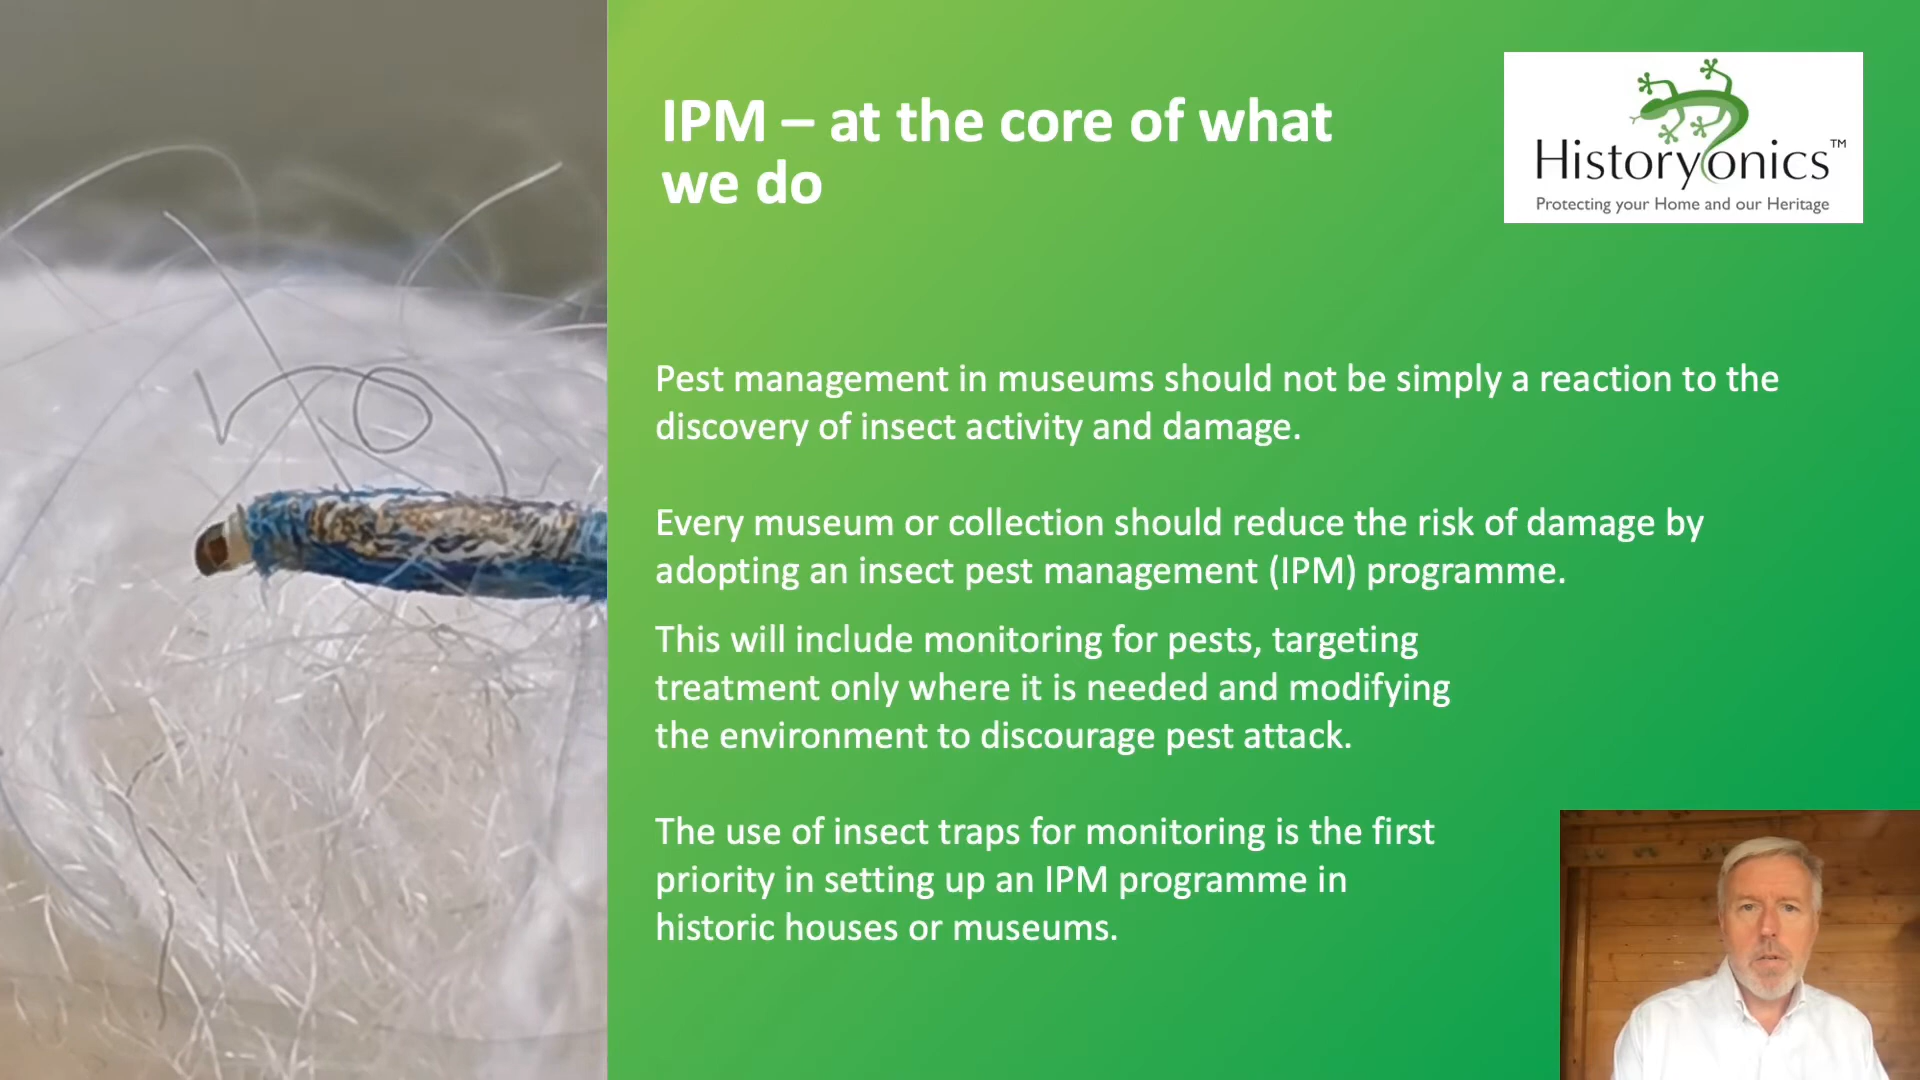 IPM – at the core of what
we do
Historyonics™
Protecting your Home and our Heritage
Pest management in museums should not be simply a reaction to the
discovery of insect activity and damage.
Every museum or collection should reduce the risk of damage by
adopting an insect pest management (IPM) programme.
This will include monitoring for pests, targeting
treatment only where it is needed and modifying
the environment to discourage pest attack.
The use of insect traps for monitoring is the first
priority in setting up an IPM programme in
historic houses or museums.